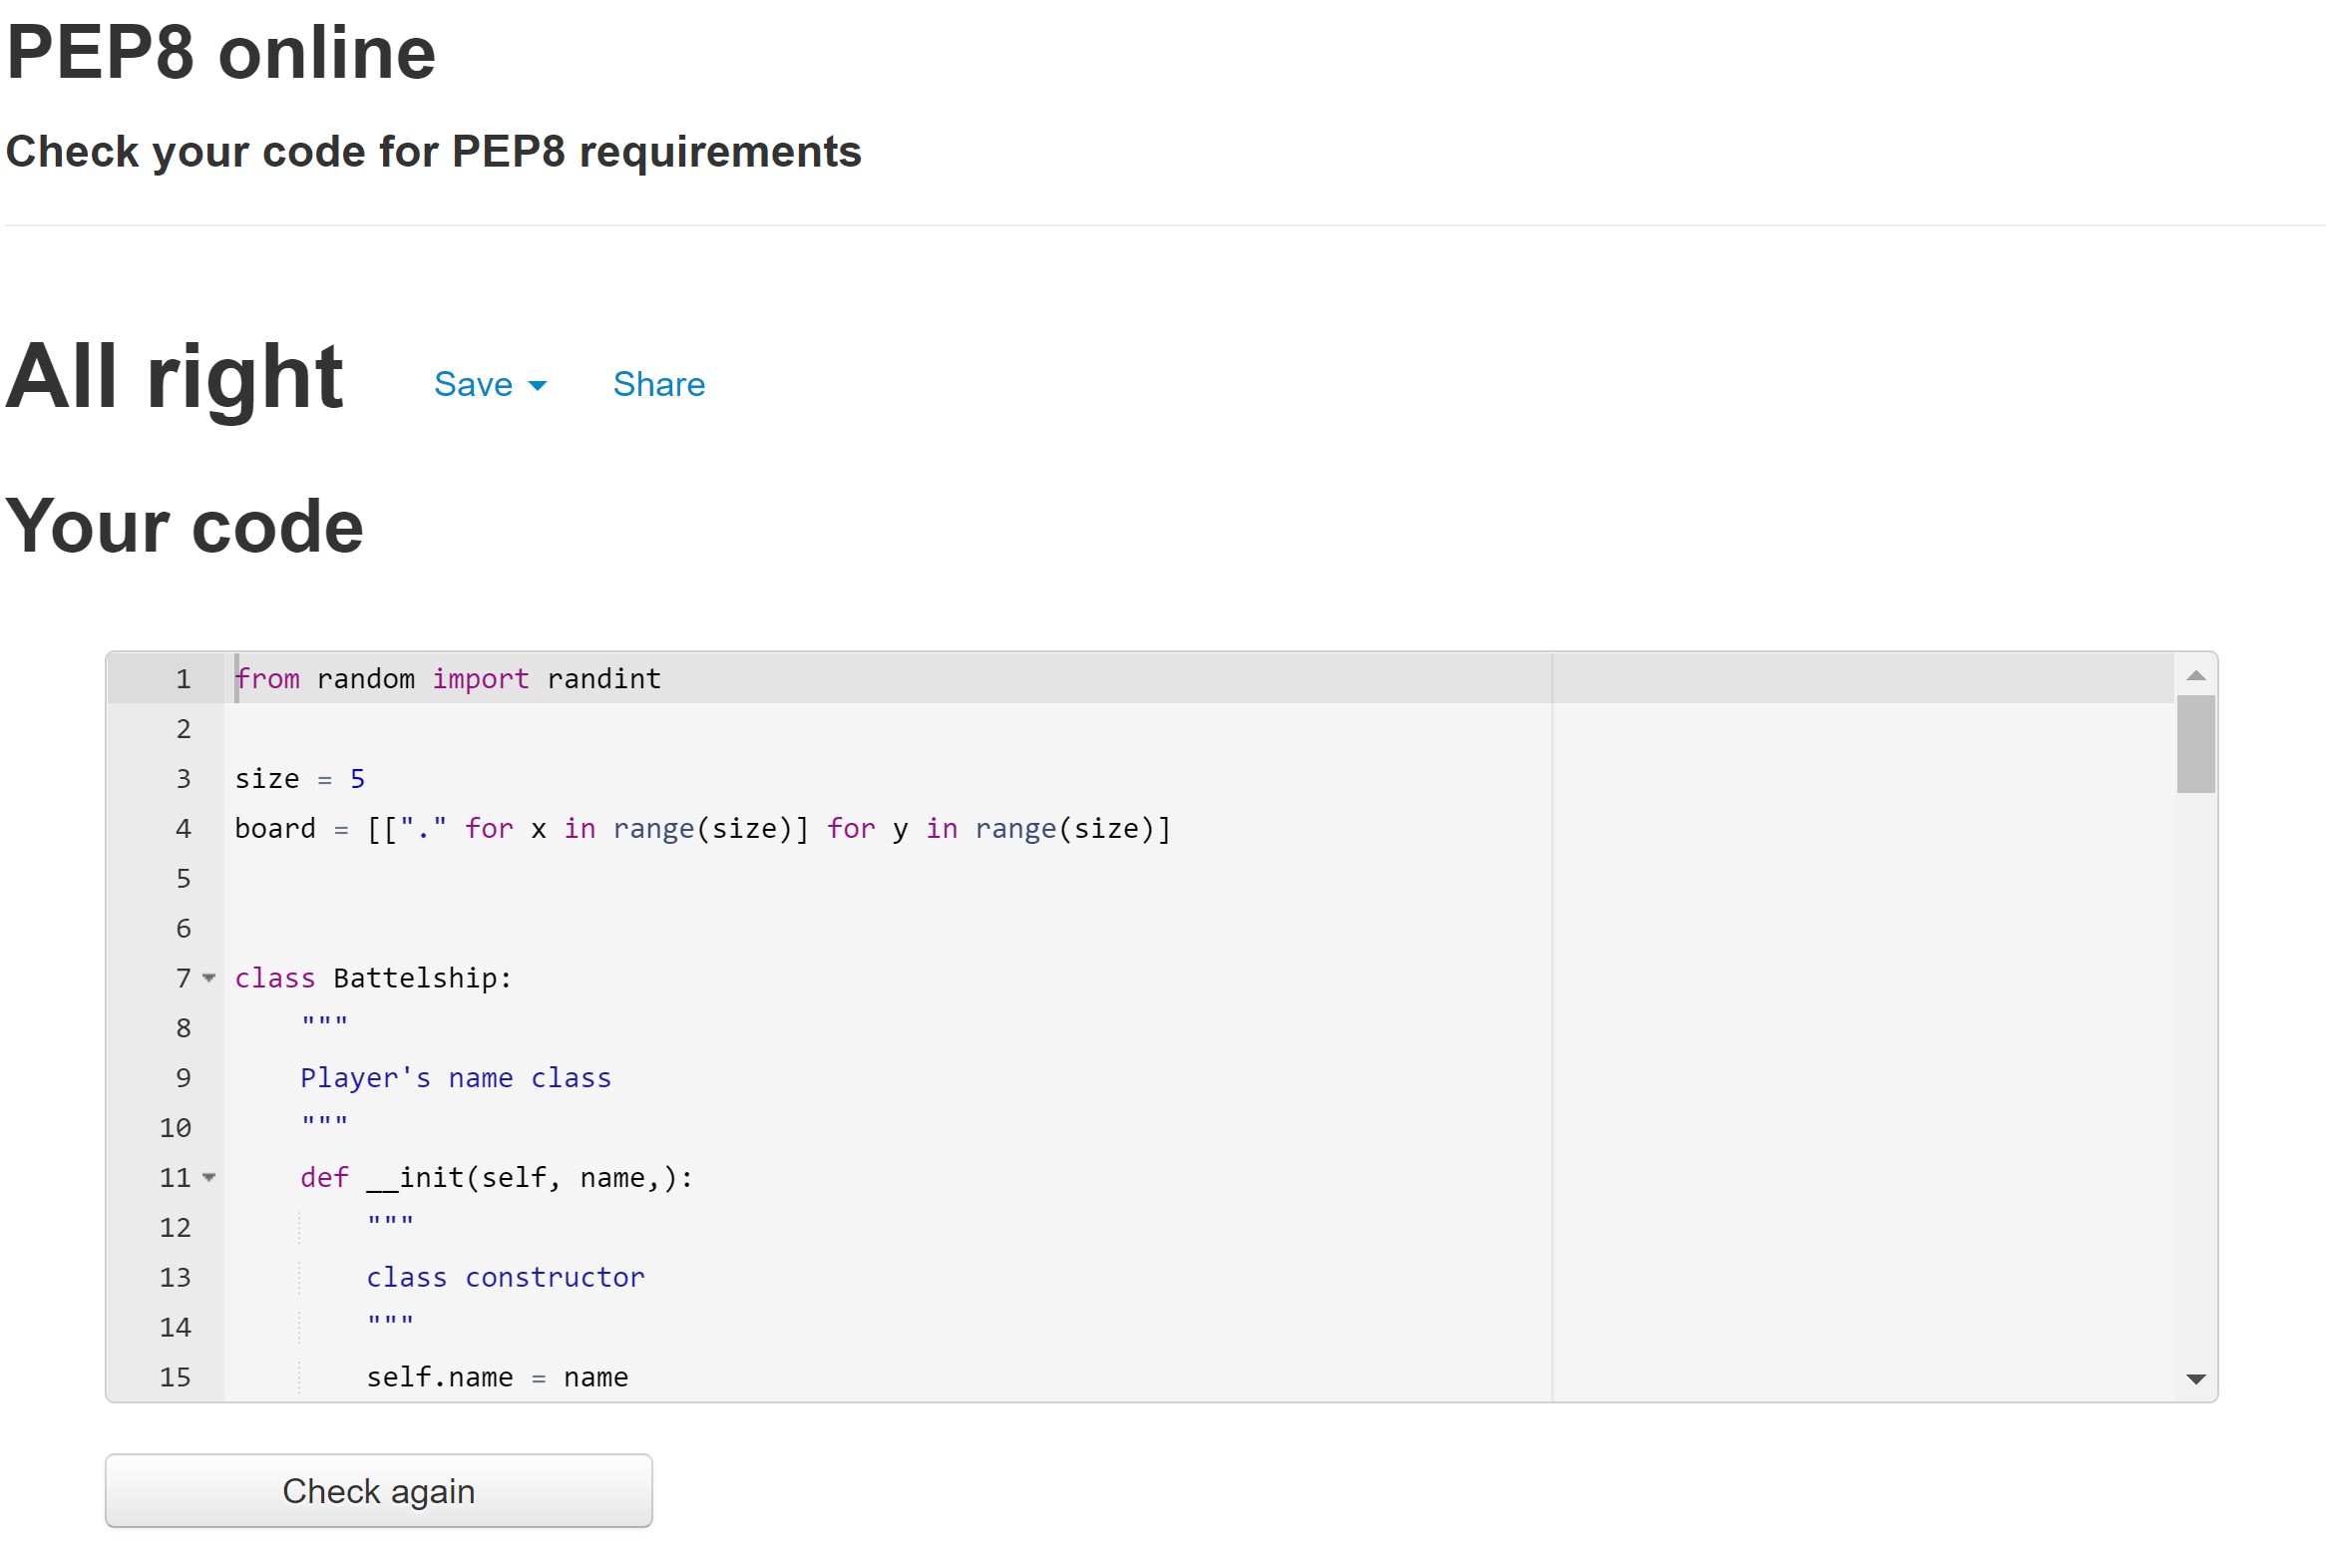 PEP8 online
Check your code for PEP8 requirements
All right Save Share
Your code
1 from random import randint
2
3 size = 5
4 board = [["." for x in range(size)] for y in range(size)]
5
6
7 class Battelship:
8     """
9     Player's name class
10     """
11     def __init(self, name,):
12         """
13         class constructor
14         """
15         self.name = name
Check again